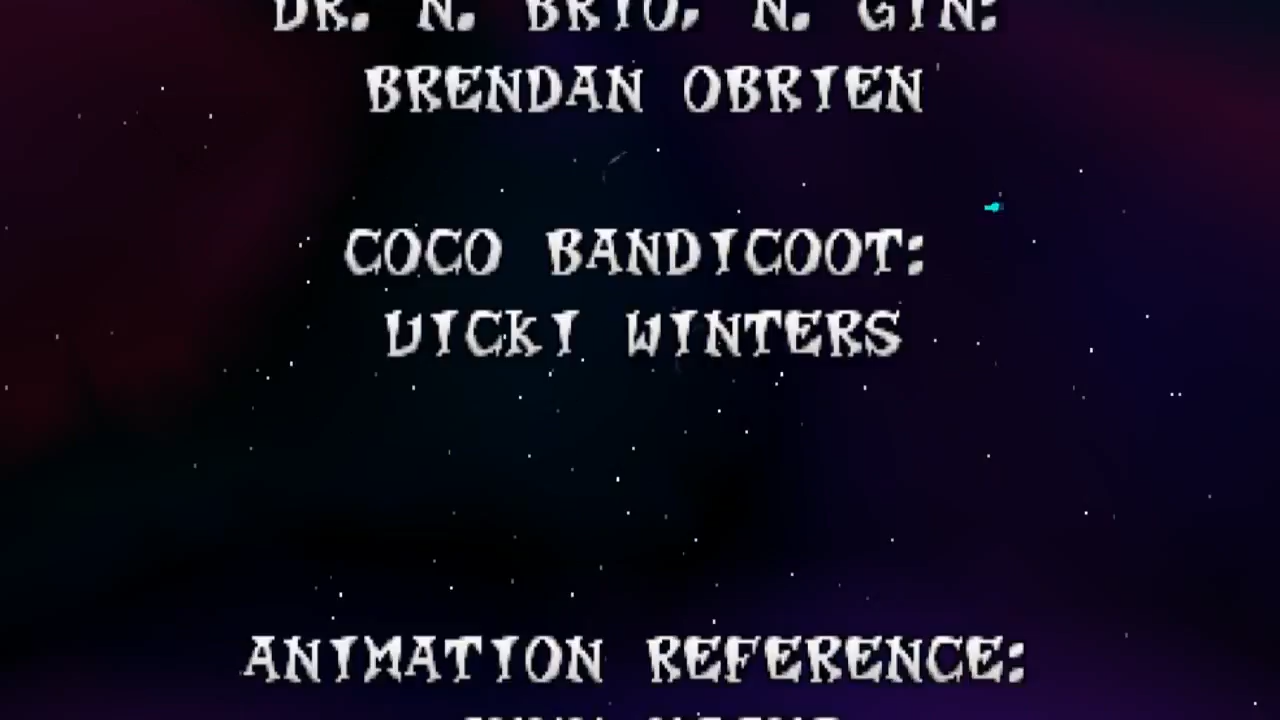 DR. N. BRIO, N. GIN:
BRENDAN OBRIEN
COCO BANDICOOT:
VICKI WINTERS
ANIMATION REFERENCE: